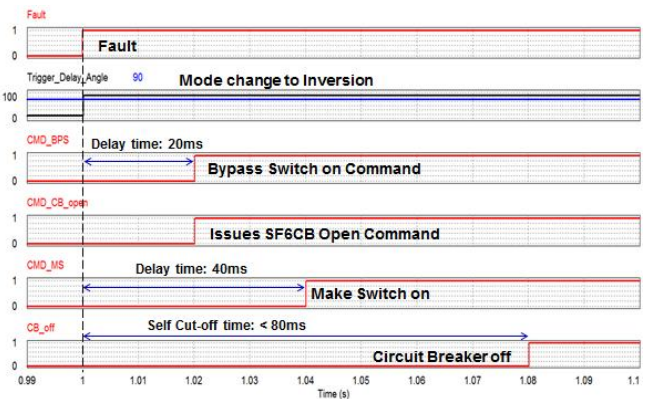 Fault
1
Fault
0
Trigger_Delay_Angle 90 Mode change to Inversion
100
0
CMD_BPS
Delay time: 20ms
1
Bypass Switch on Command
0
CMD_CB_open
1
Issues SF6CB Open Command
0
CMD_MS
Delay time: 40ms
1
Make Switch on
0
CB_off
Self Cut-off time: < 80ms
1
Circuit Breaker off
0
0.99 1 1.01 1.02 1.03 1.04 1.05 1.06 1.07 1.08 1.09 1.1
Time (s)